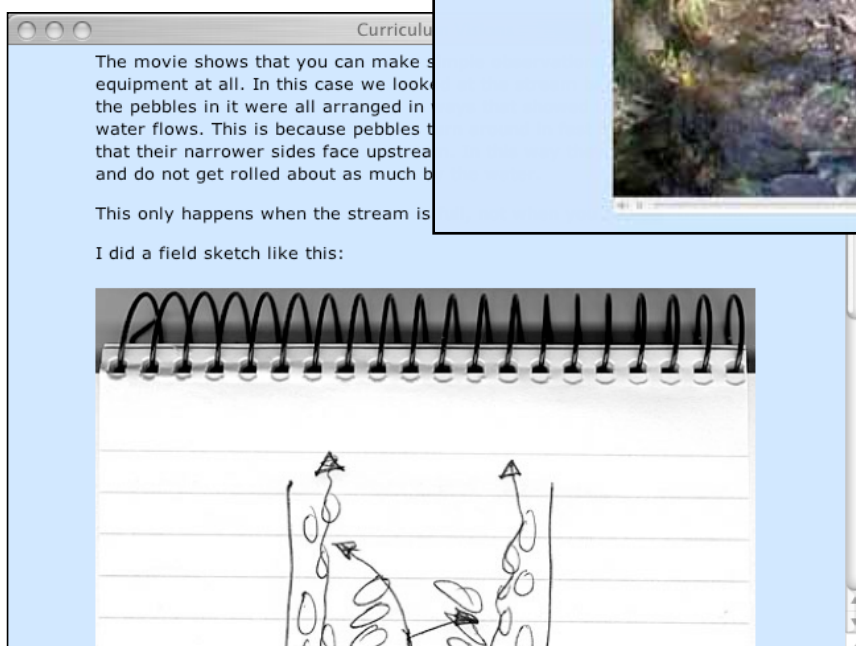 Curriculu
The movie shows that you can make s
equipment at all. In this case we looke
the pebbles in it were all arranged in
water flows. This is because pebbles t
that their narrower sides face upstrea
and do not get rolled about as much b
This only happens when the stream is
I did a field sketch like this: